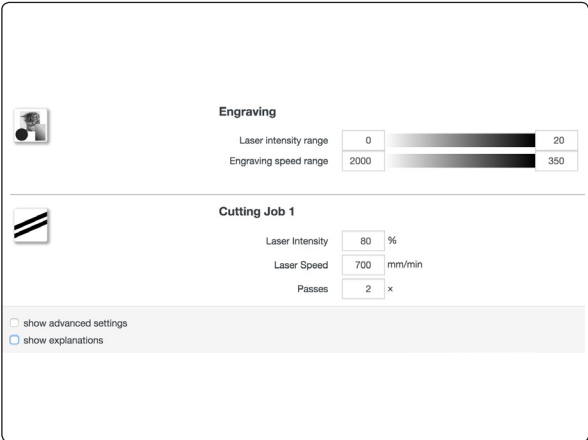 Engraving
Laser intensity range 0 20
Engraving speed range 2000 350
Cutting Job 1
Laser Intensity 80 %
Laser Speed 700 mm/min
Passes 2 x
show advanced settings
show explanations